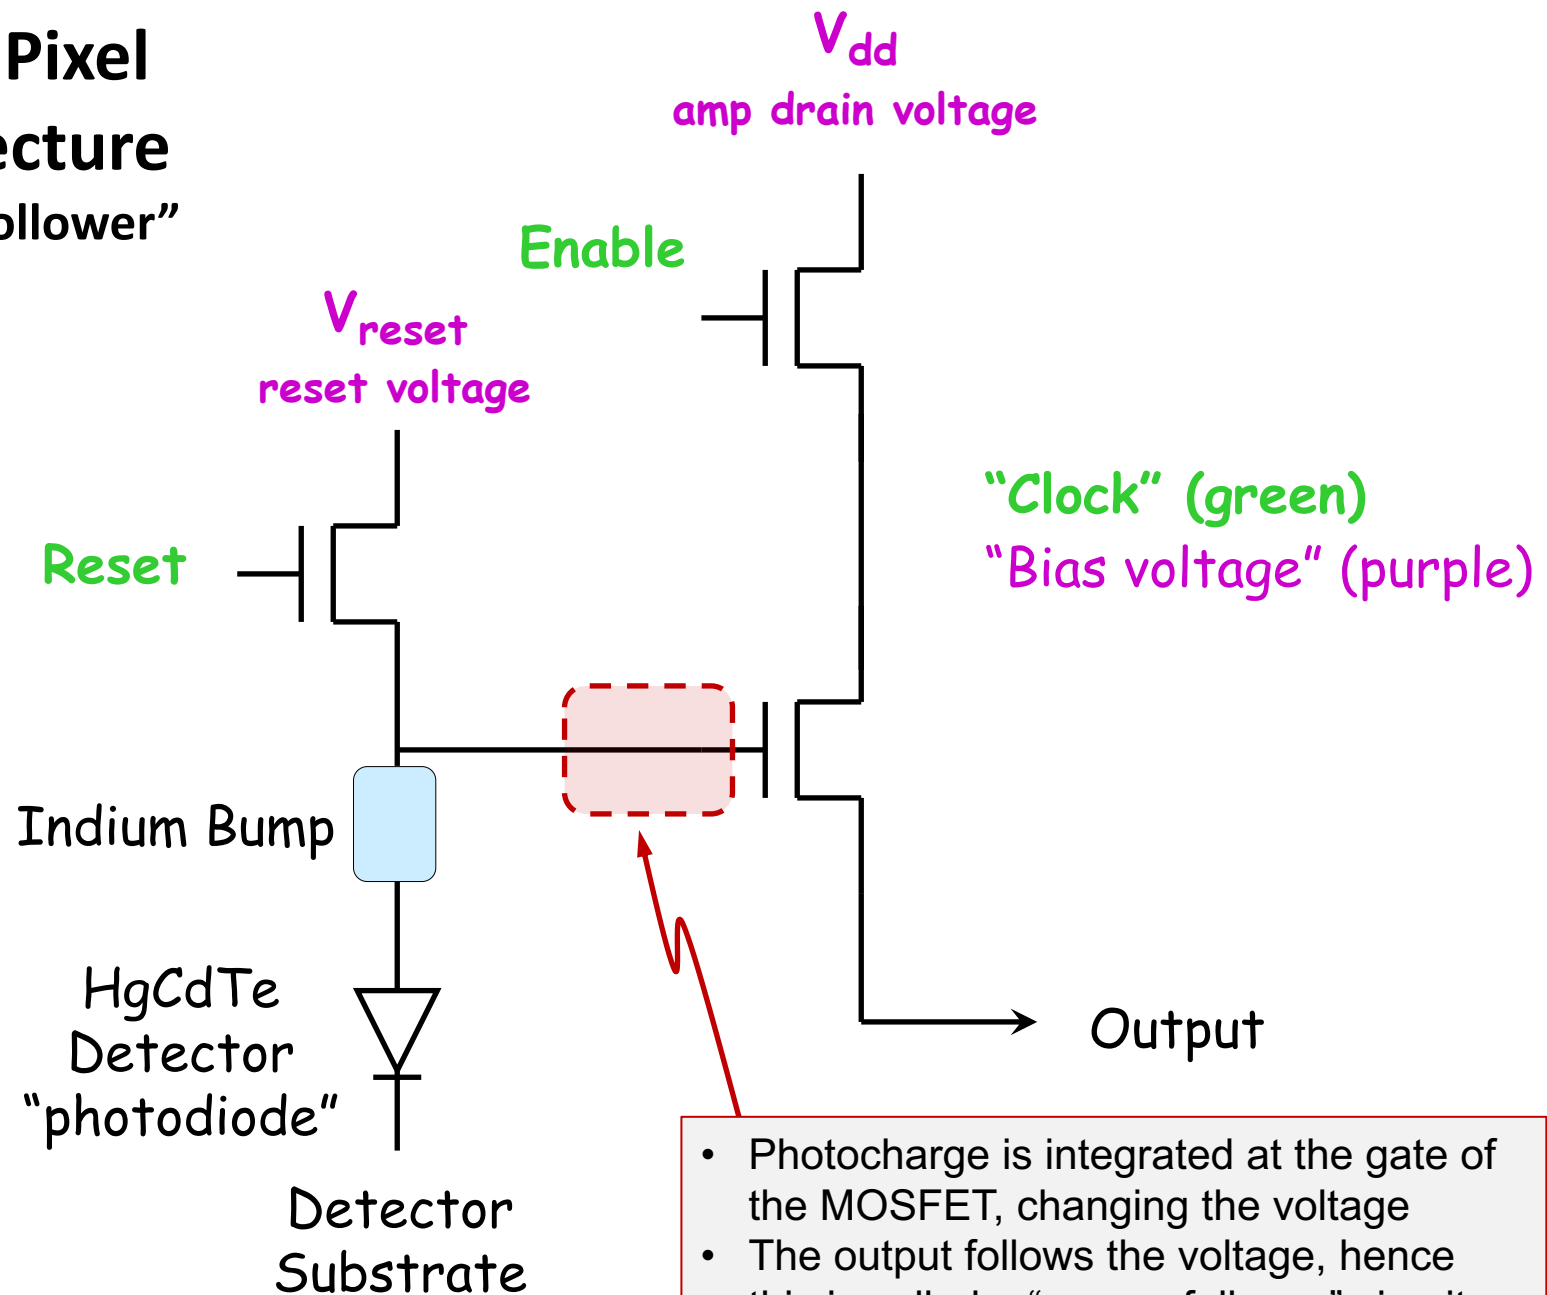 Pixel
ecture
ollower”
Vdd
amp drain voltage
Enable
Vreset
reset voltage
“Clock” (green)
“Bias voltage” (purple)
Reset
Indium Bump
HgCdTe
Detector
“photodiode”
Output
Detector
Substrate
• Photocharge is integrated at the gate of
the MOSFET, changing the voltage
• The output follows the voltage, hence